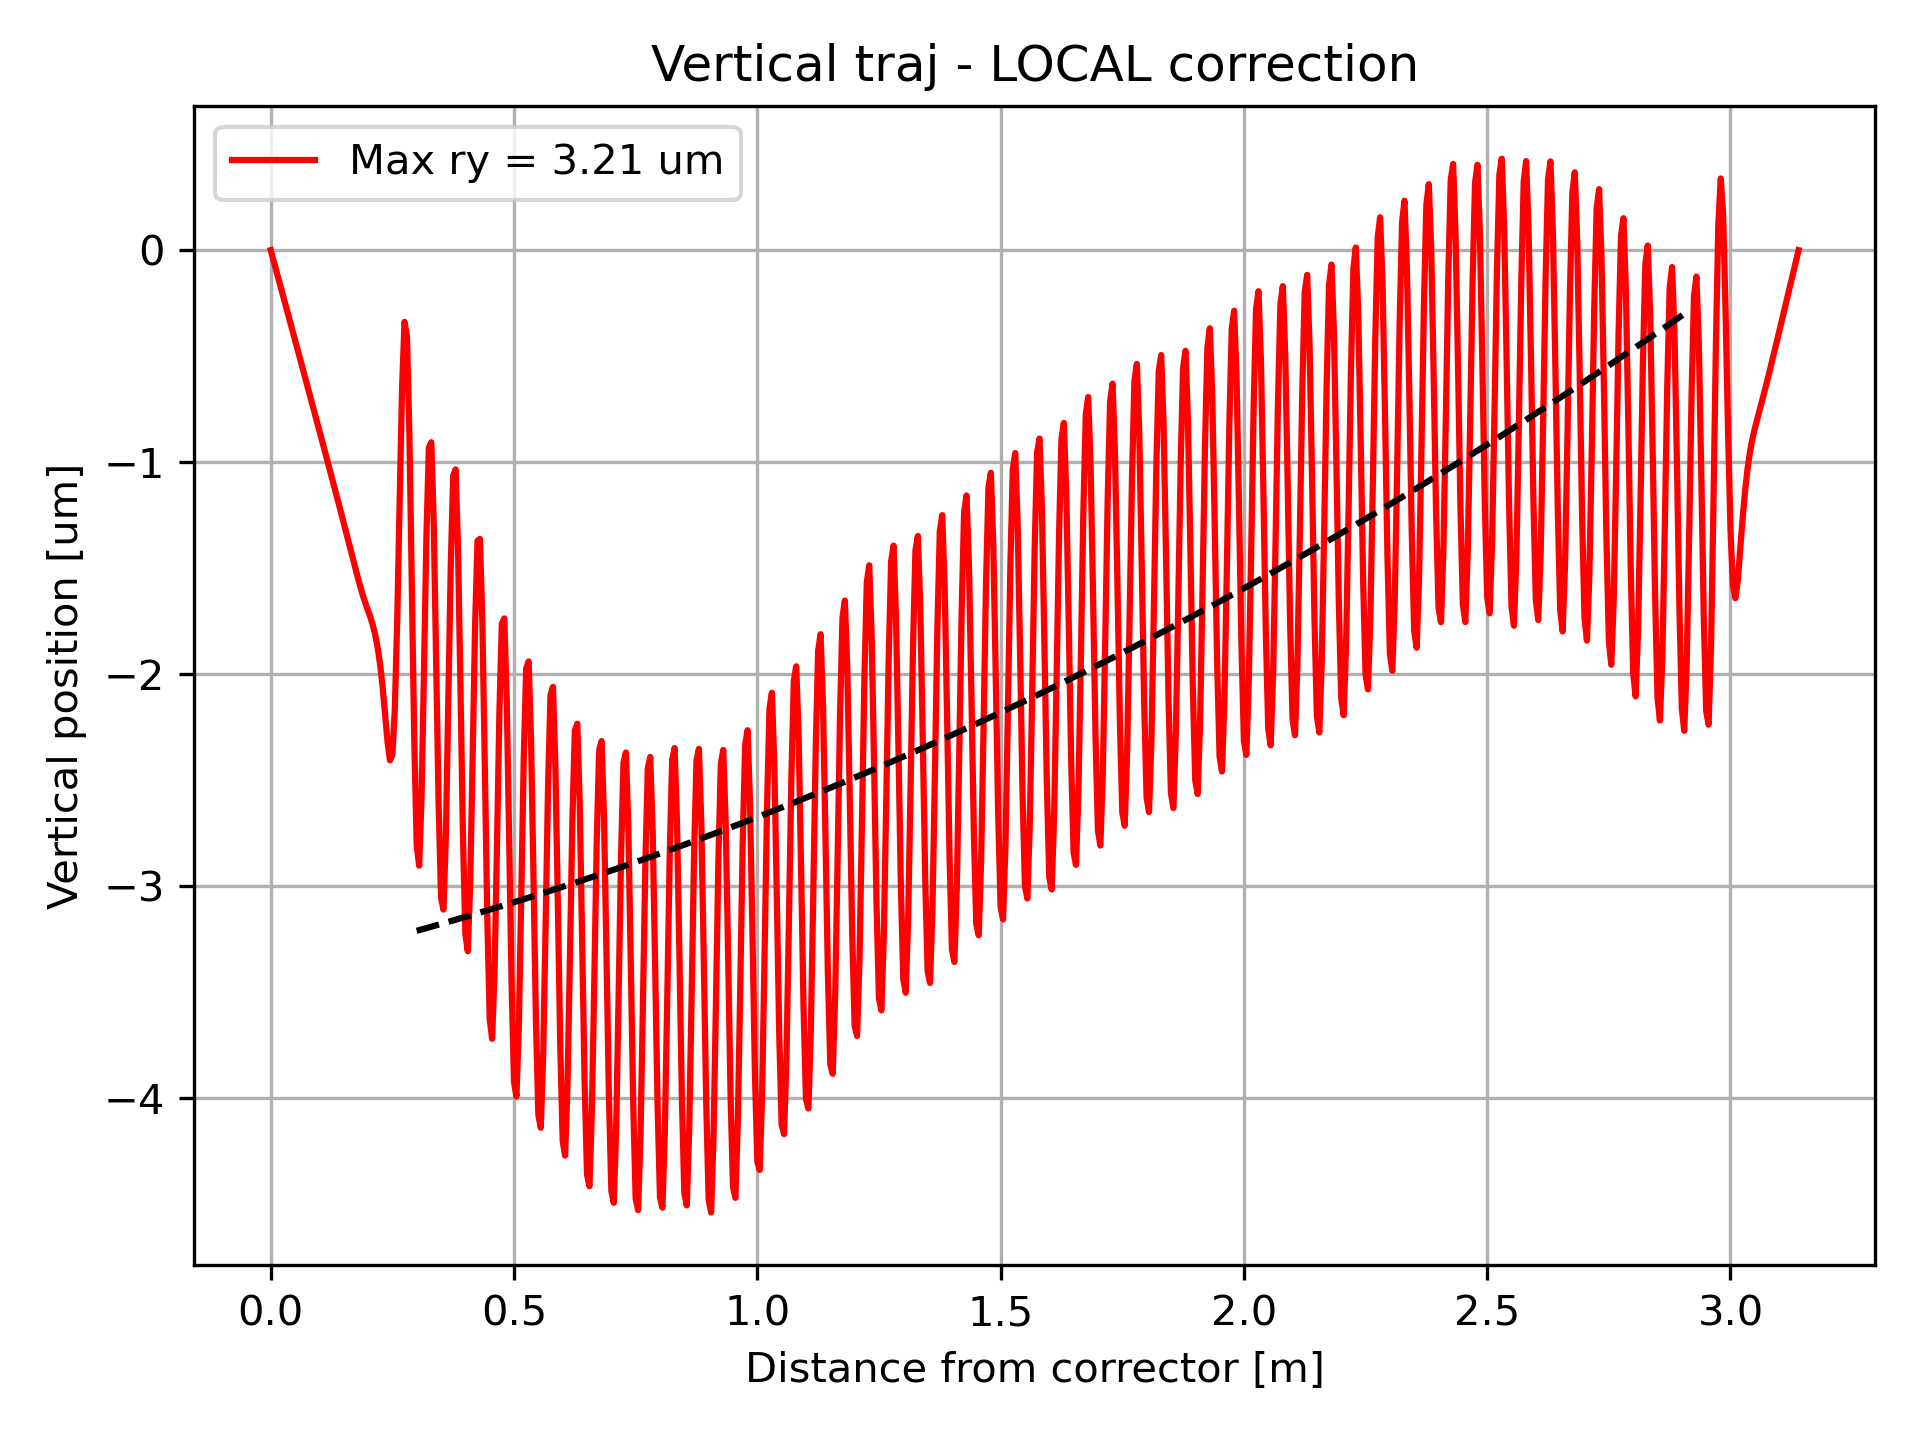 Vertical traj - LOCAL correction
Max ry = 3.21 um
Vertical position [um]
0
−1
−2
−3
−4
0.0 0.5 1.0 1.5 2.0 2.5 3.0
Distance from corrector [m]